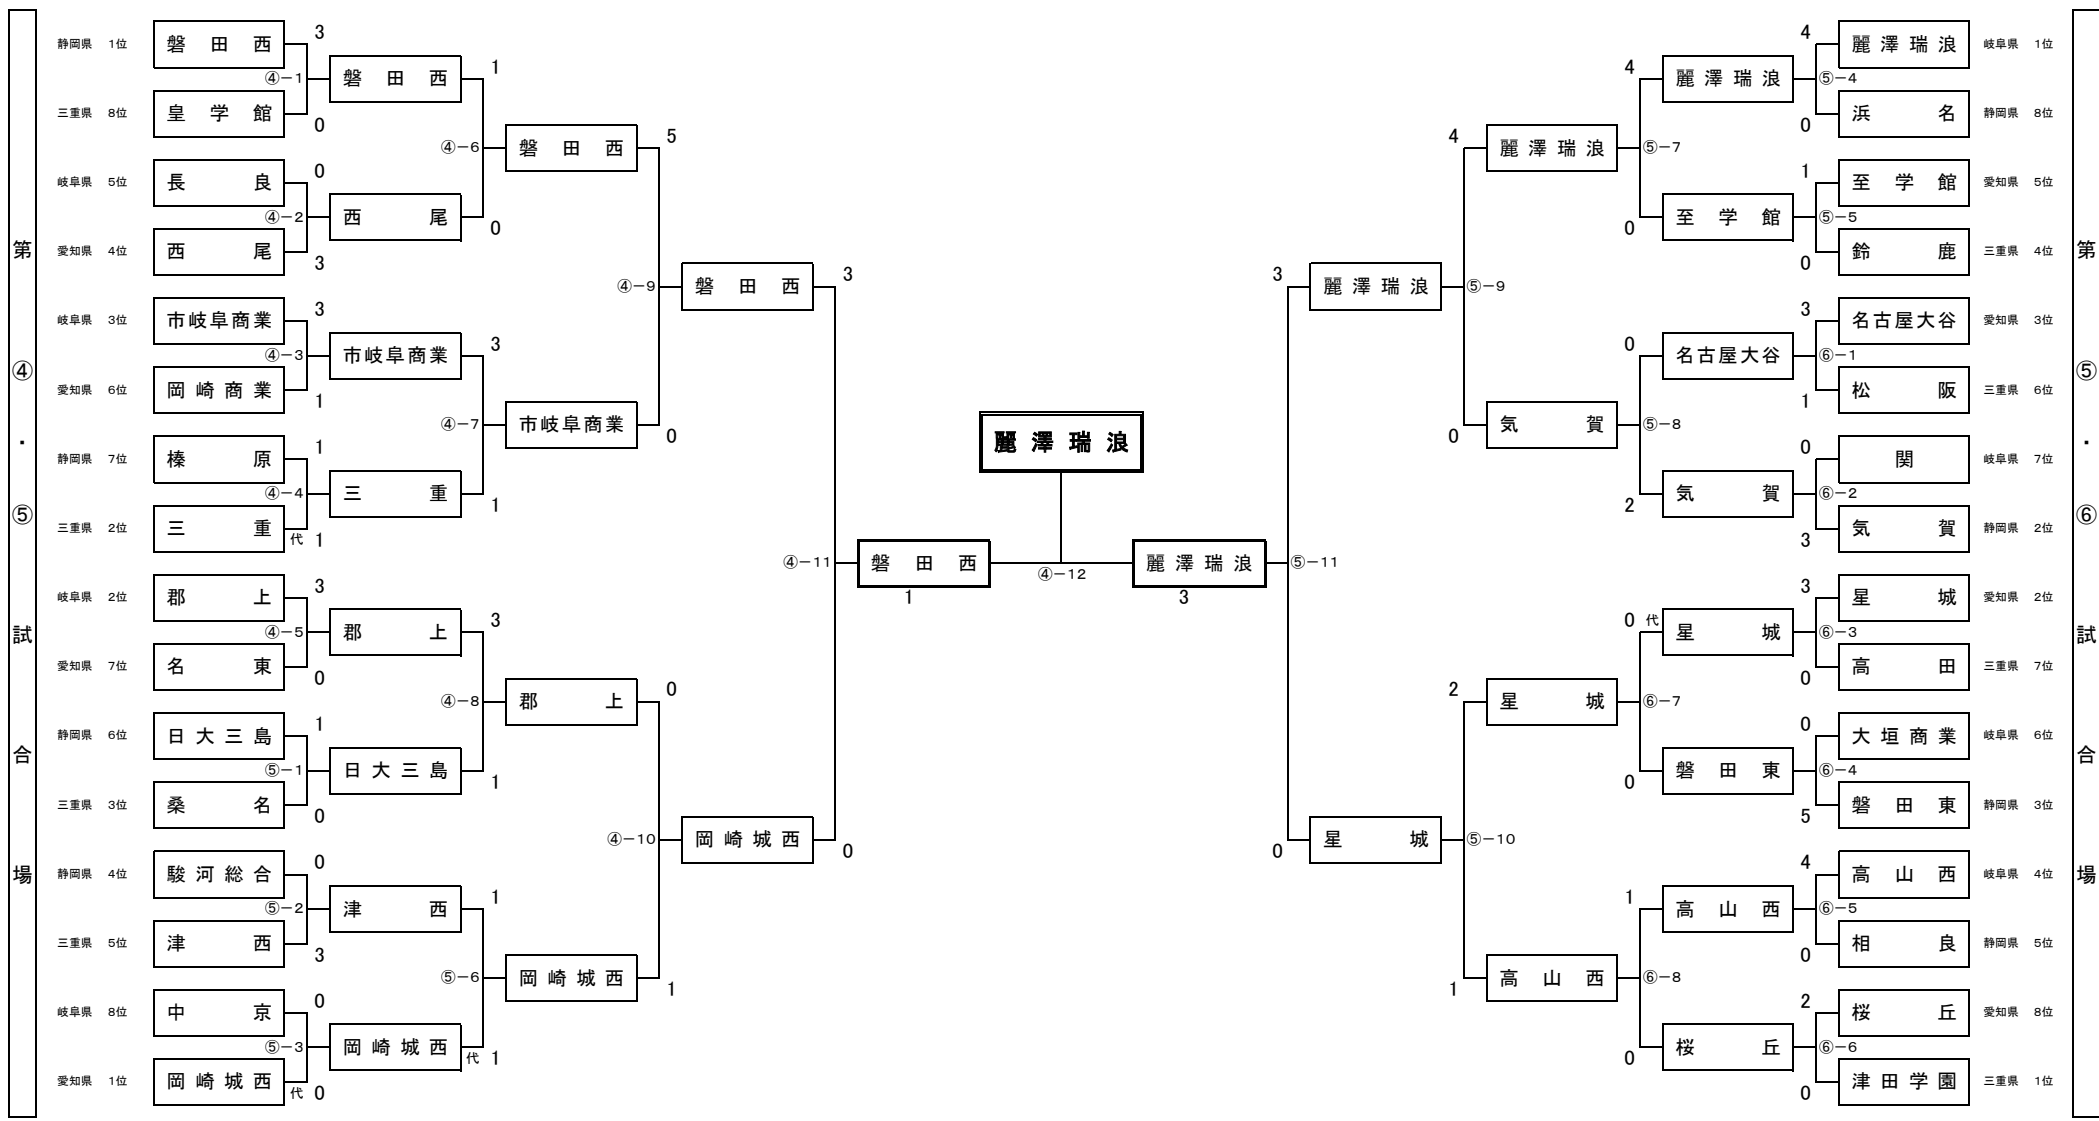 第④・⑤試合場
静岡県 1位 磐田西 3
④－1 磐田西 1
三重県 8位 皇学館 0
④－6 磐田西 5
岐阜県 5位 長良 0
④－2 西尾 0
愛知県 4位 西尾 3
④－9 磐田西 3
岐阜県 3位 市岐阜商業 3
④－3 市岐阜商業 3
愛知県 6位 岡崎商業 1
④－7 市岐阜商業 0
静岡県 7位 榛原 1
④－4 三重 1
三重県 2位 三重 代 1
④－11 磐田西 1
岐阜県 2位 郡上 3
④－5 郡上 3
愛知県 7位 名東 0
④－8 郡上 0
静岡県 6位 日大三島 1
⑤－1 日大三島 1
三重県 3位 桑名 0
④－10 岡崎城西 0
静岡県 4位 駿河総合 0
⑤－2 津西 1
三重県 5位 津西 3
⑤－6 岡崎城西 1
岐阜県 8位 中京 0
⑤－3 岡崎城西 代 1
愛知県 1位 岡崎城西 代 0
麗澤瑞浪
④－12
4 麗澤瑞浪 岐阜県 1位
4 麗澤瑞浪 ⑤－4
0 浜名 静岡県 8位
4 麗澤瑞浪 ⑤－7
1 至学館 愛知県 5位
0 至学館 ⑤－5
0 鈴鹿 三重県 4位
3 麗澤瑞浪 ⑤－9
3 名古屋大谷 愛知県 3位
0 名古屋大谷 ⑥－1
1 松阪 三重県 6位
0 気賀 ⑤－8
0 関 岐阜県 7位
2 気賀 ⑥－2
3 気賀 静岡県 2位
3 麗澤瑞浪 ⑤－11
3 星城 愛知県 2位
0 代 星城 ⑥－3
0 高田 三重県 7位
2 星城 ⑥－7
0 大垣商業 岐阜県 6位
0 磐田東 ⑥－4
5 磐田東 静岡県 3位
0 星城 ⑤－10
4 高山西 岐阜県 4位
1 高山西 ⑥－5
0 相良 静岡県 5位
1 高山西 ⑥－8
2 桜丘 愛知県 8位
0 桜丘 ⑥－6
0 津田学園 三重県 1位
第⑤・⑥試合場